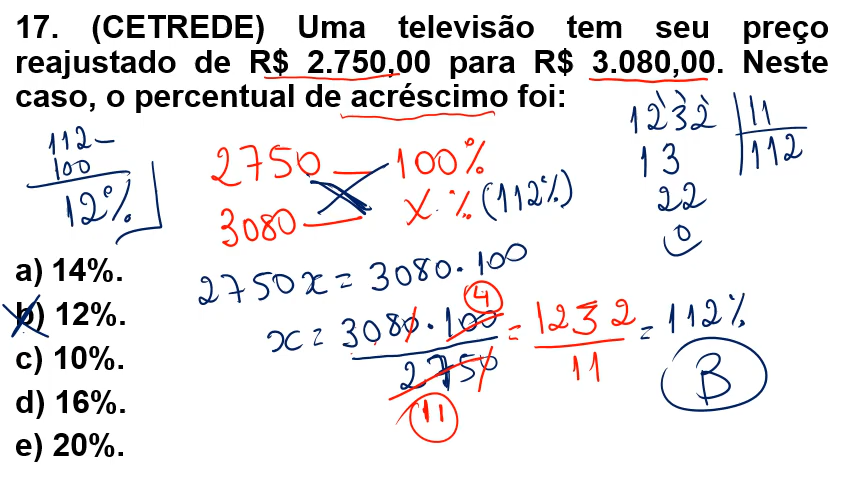 17. (CETREDE) Uma televisão tem seu preço
reajustado de R$ 2.750,00 para R$ 3.080,00. Neste
caso, o percentual de acréscimo foi:
112 -
100
12%
2750 — 100%
3080 — x % (112%)
1232 | 11
13 112
22
0
a) 14%.
b) 12%.
c) 10%.
d) 16%.
e) 20%.
2750x = 3080 . 100
4
x = 3080 . 100 = 1232 = 112%
2750 11
11
B